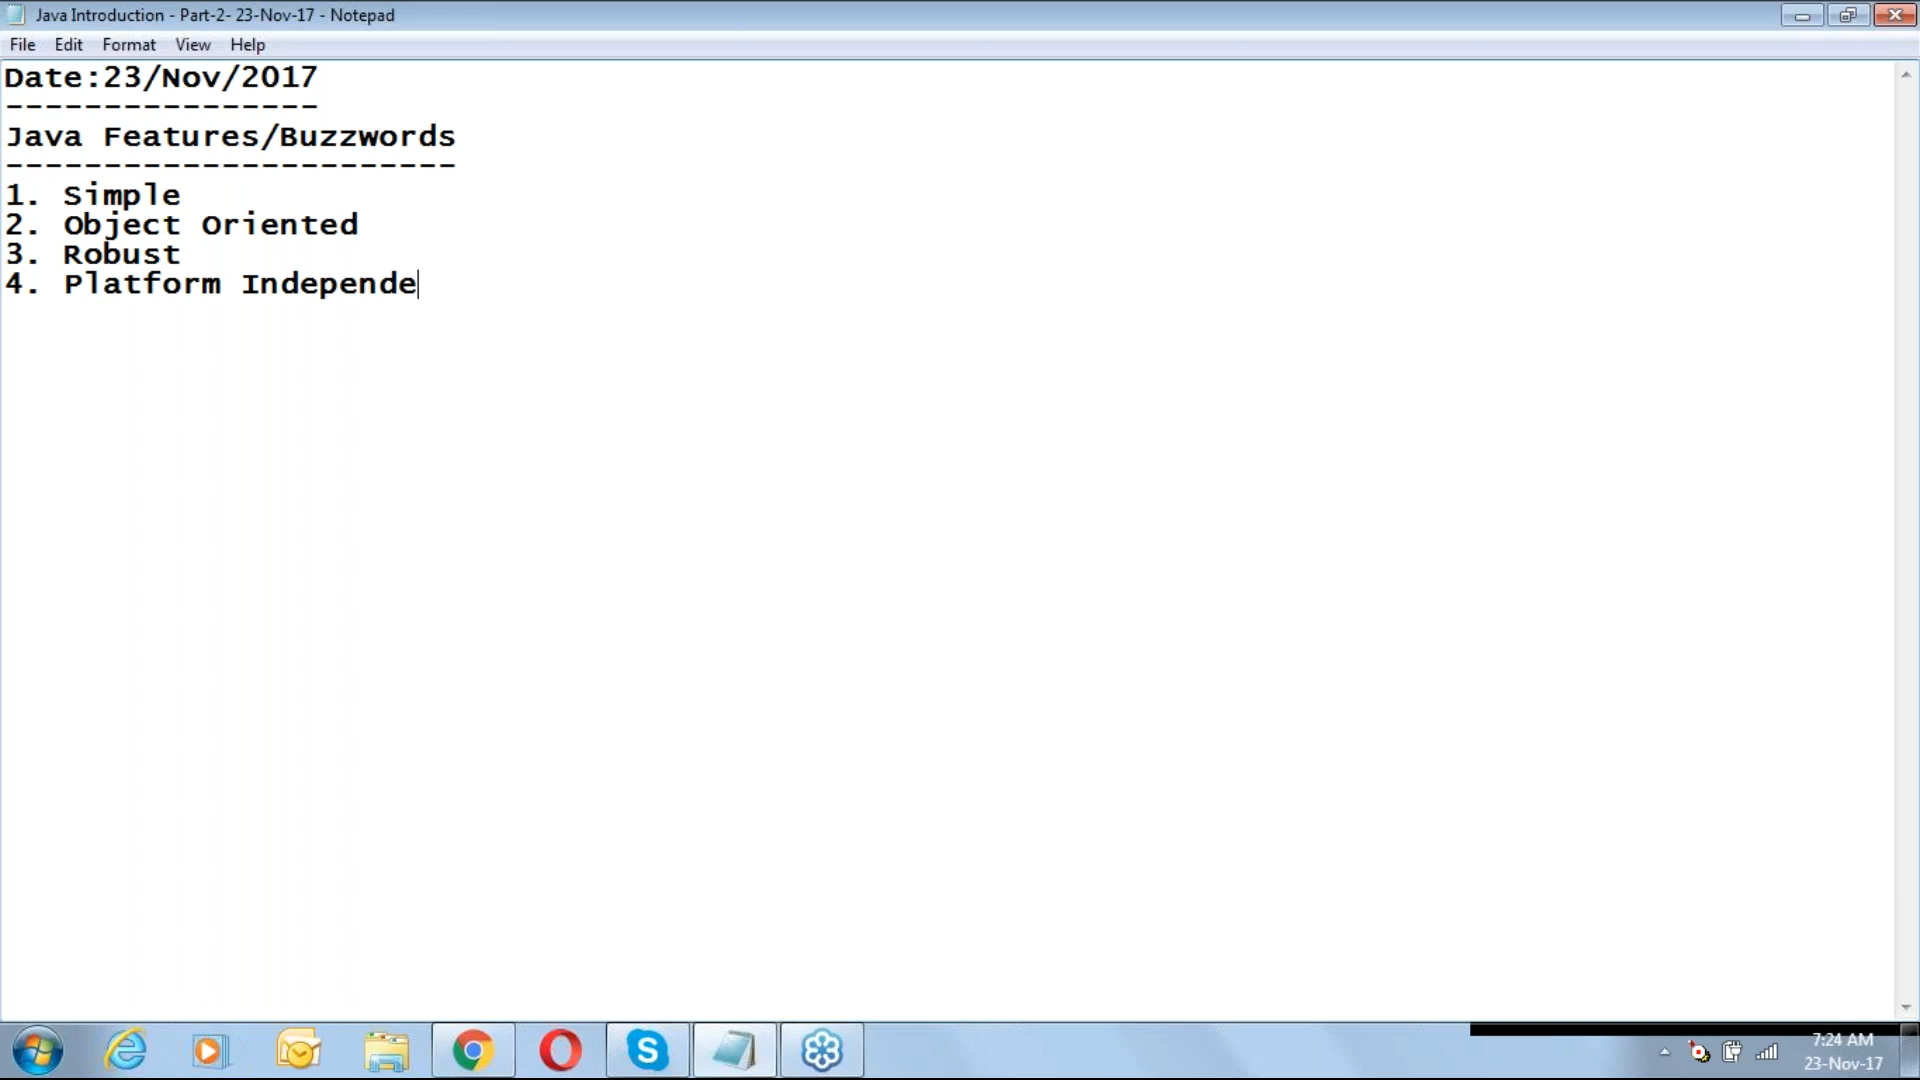 Java Introduction - Part-2- 23-Nov-17 - Notepad
File Edit Format View Help
Date:23/Nov/2017
----------------
Java Features/Buzzwords
-----------------------
1. Simple
2. Object Oriented
3. Robust
4. Platform Independe
7:24 AM
23-Nov-17